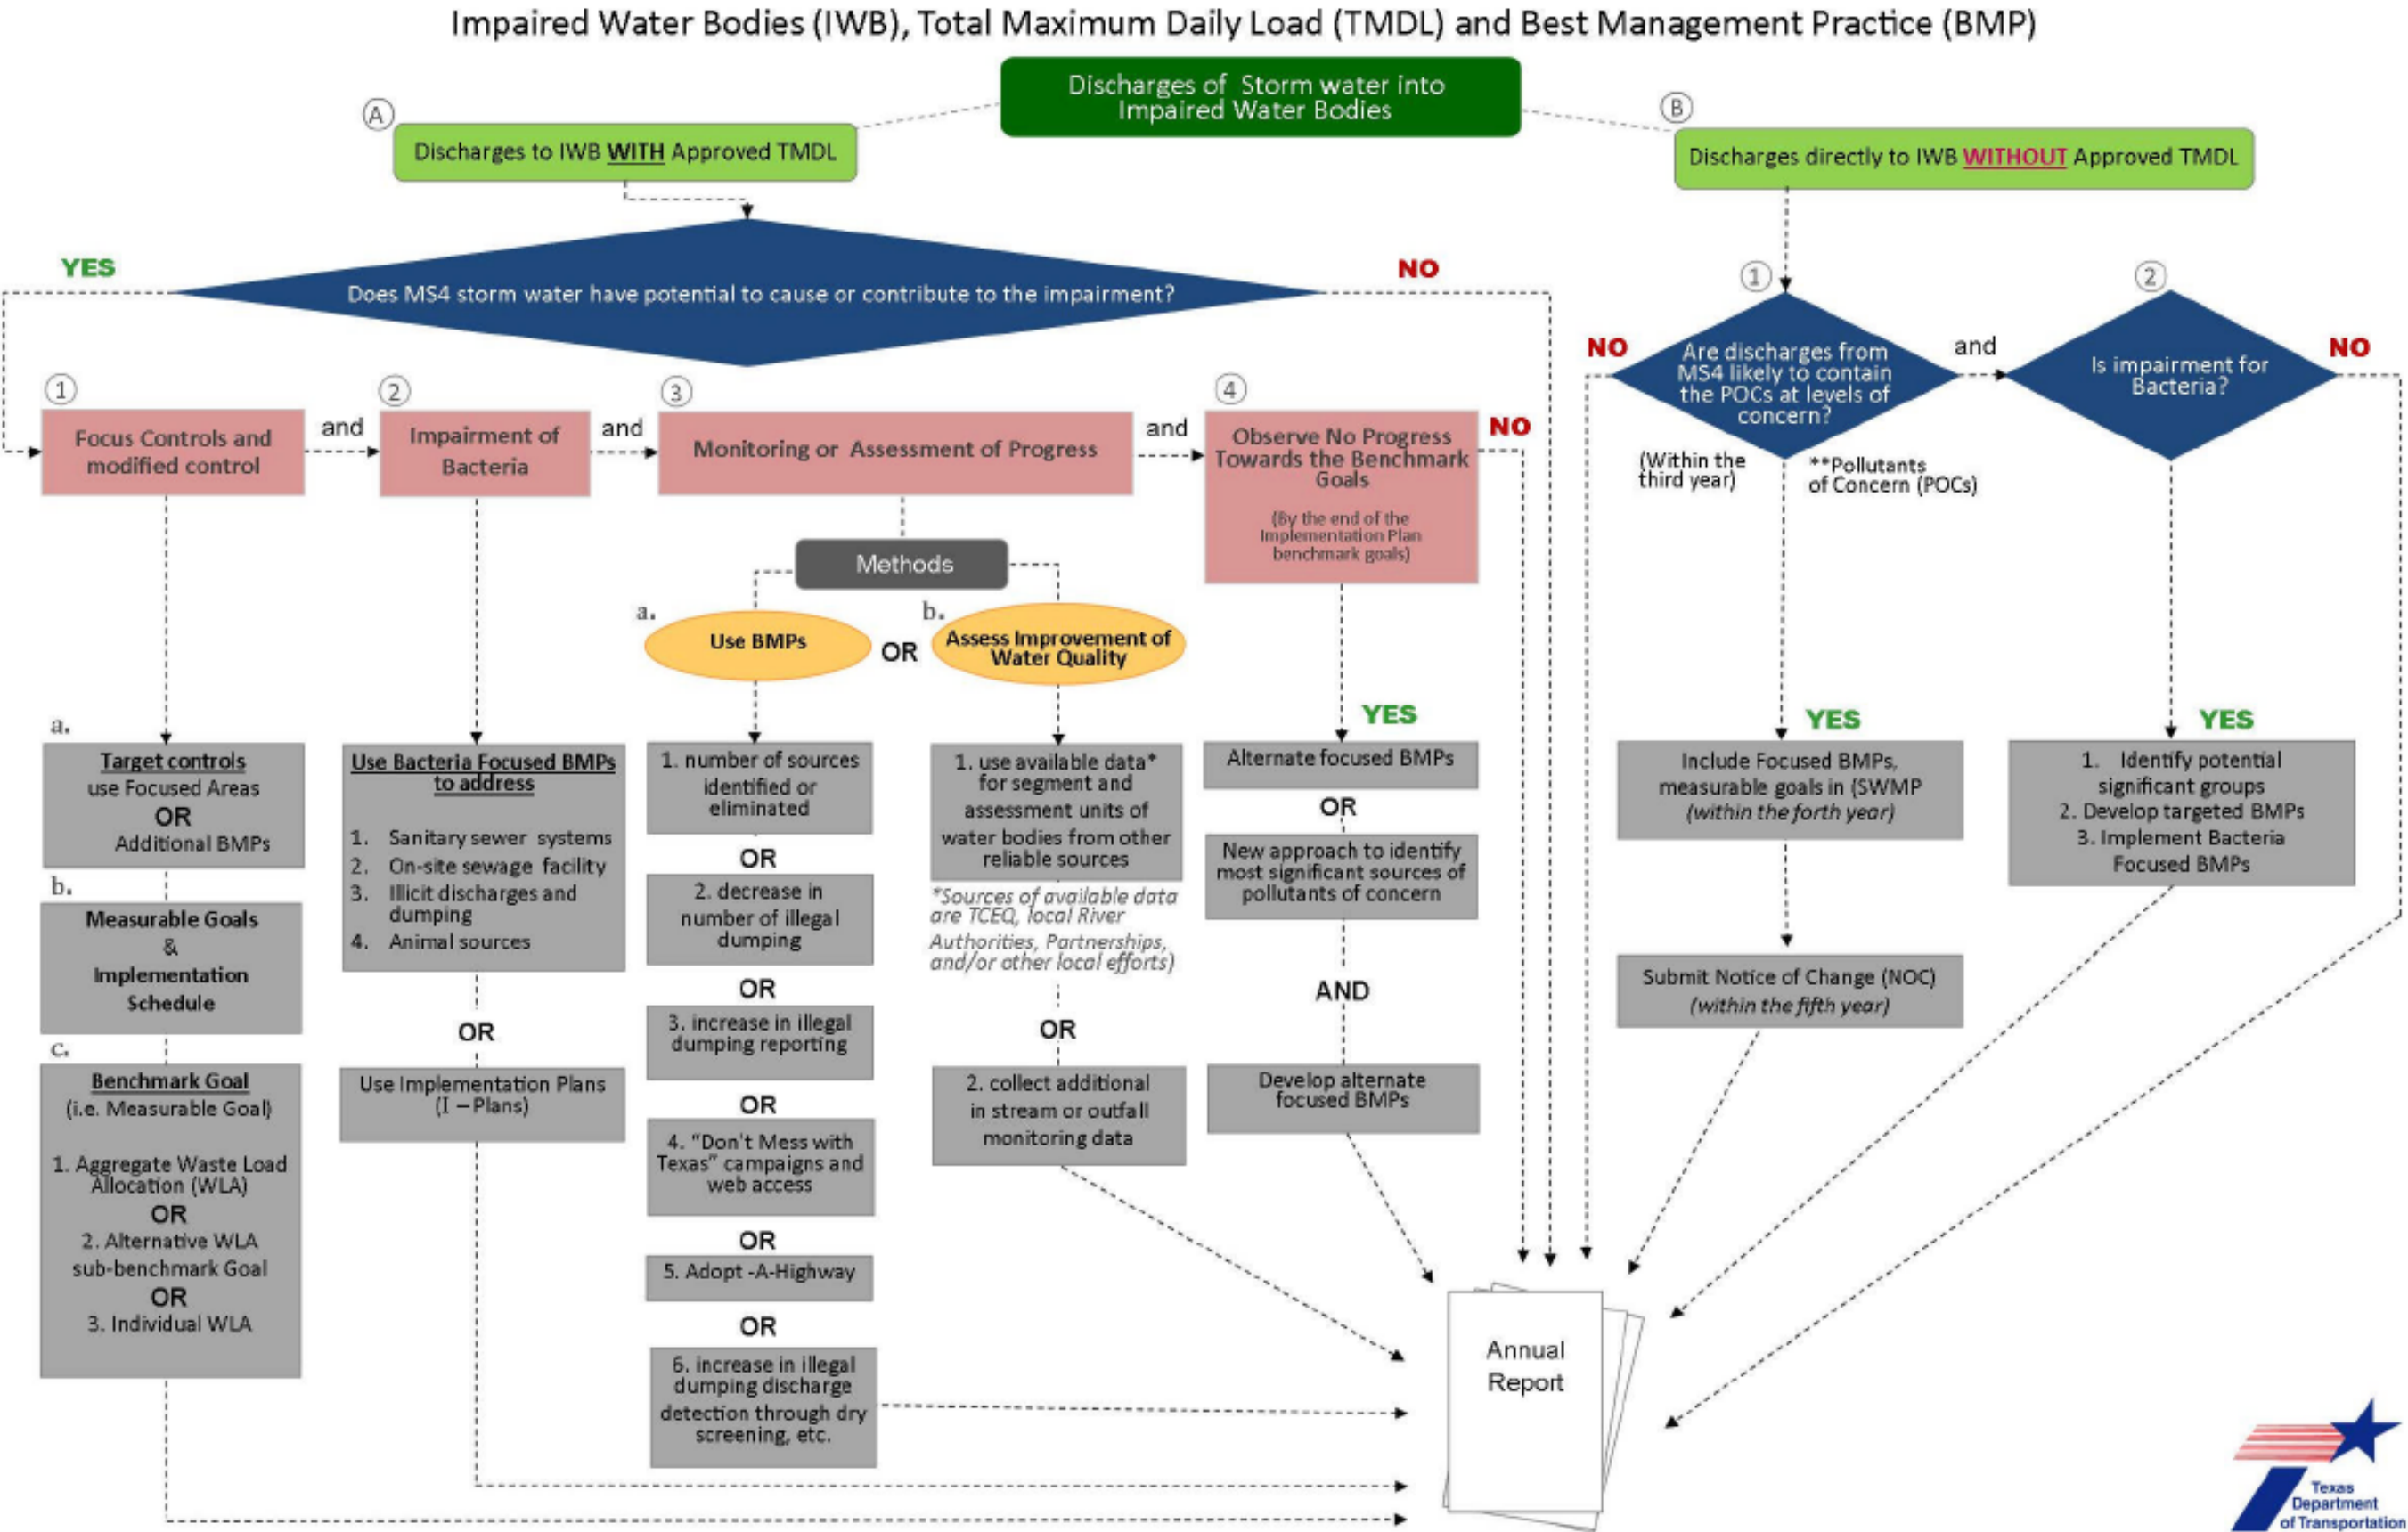 Impaired Water Bodies (IWB), Total Maximum Daily Load (TMDL) and Best Management Practice (BMP)
Discharges of Storm water into
Impaired Water Bodies
A
Discharges to IWB WITH Approved TMDL
B
Discharges directly to IWB WITHOUT Approved TMDL
YES
Does MS4 storm water have potential to cause or contribute to the impairment?
NO
1
Focus Controls and
modified control
and
2
Impairment of
Bacteria
and
3
Monitoring or Assessment of Progress
and
4
Observe No Progress
Towards the Benchmark
Goals
(By the end of the
Implementation Plan
benchmark goals)
NO
a.
Target controls
use Focused Areas
OR
Additional BMPs
b.
Measurable Goals
&
Implementation
Schedule
c.
Benchmark Goal
(i.e. Measurable Goal)
1. Aggregate Waste Load
Allocation (WLA)
OR
2. Alternative WLA
sub-benchmark Goal
OR
3. Individual WLA
Use Bacteria Focused BMPs
to address
1. Sanitary sewer systems
2. On-site sewage facility
3. Illicit discharges and
dumping
4. Animal sources
OR
Use Implementation Plans
(I – Plans)
Methods
a.
Use BMPs
OR
b.
Assess Improvement of
Water Quality
1. number of sources
identified or
eliminated
OR
2. decrease in
number of illegal
dumping
OR
3. increase in illegal
dumping reporting
OR
4. "Don't Mess with
Texas" campaigns and
web access
OR
5. Adopt -A-Highway
OR
6. increase in illegal
dumping discharge
detection through dry
screening, etc.
1. use available data*
for segment and
assessment units of
water bodies from other
reliable sources
*Sources of available data
are TCEQ, local River
Authorities, Partnerships,
and/or other local efforts)
OR
2. collect additional
in stream or outfall
monitoring data
YES
Alternate focused BMPs
OR
New approach to identify
most significant sources of
pollutants of concern
AND
Develop alternate
focused BMPs
1
NO
Are discharges from
MS4 likely to contain
the POCs at levels of
concern?
and
2
Is impairment for
Bacteria?
NO
(Within the
third year)
**Pollutants
of Concern (POCs)
YES
Include Focused BMPs,
measurable goals in (SWMP
(within the forth year)
Submit Notice of Change (NOC)
(within the fifth year)
YES
1. Identify potential
significant groups
2. Develop targeted BMPs
3. Implement Bacteria
Focused BMPs
Annual
Report
Texas
Department
of Transportation